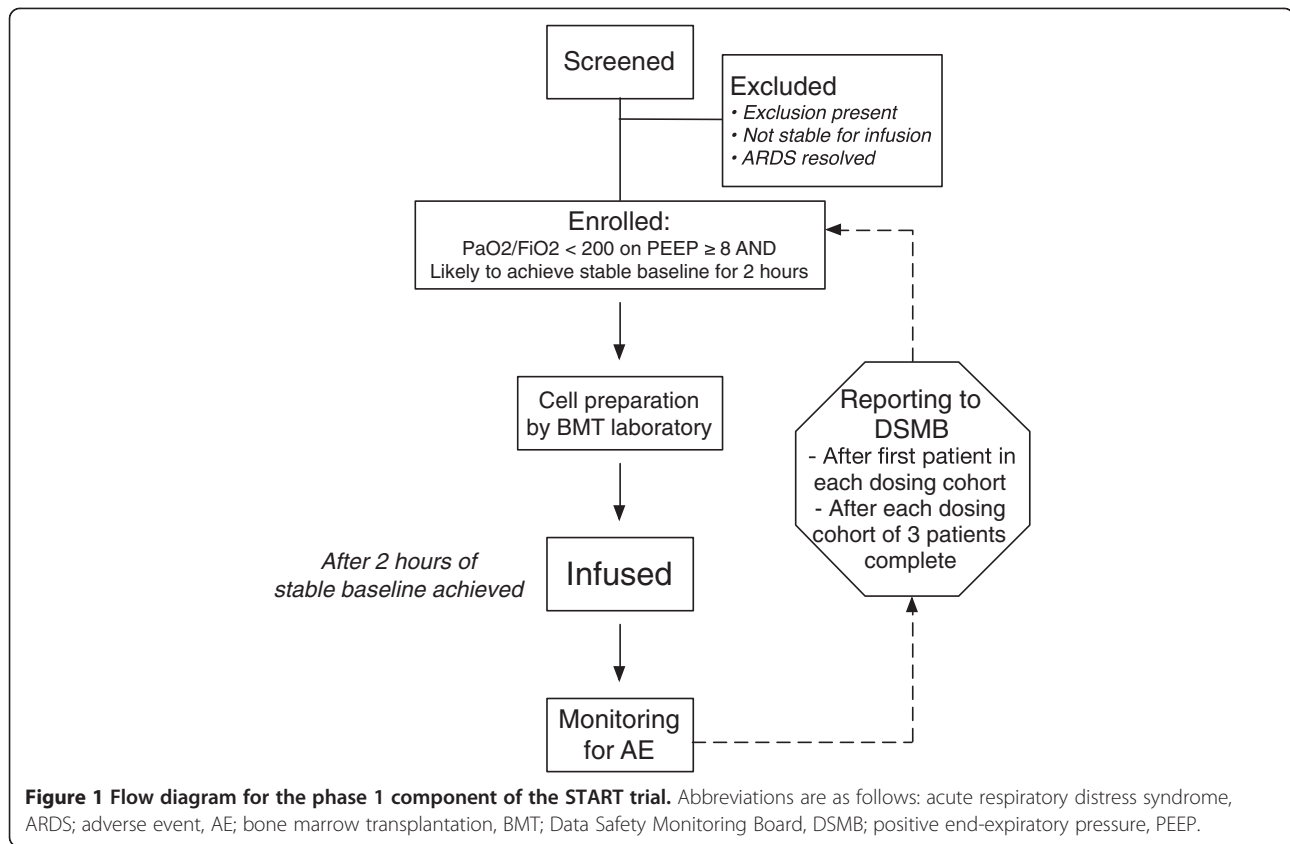 Screened
Excluded
• Exclusion present
• Not stable for infusion
• ARDS resolved
Enrolled:
PaO2/FiO2 < 200 on PEEP ≥ 8 AND
Likely to achieve stable baseline for 2 hours
Cell preparation
by BMT laboratory
Reporting to
DSMB
- After first patient in
each dosing cohort
- After each dosing
cohort of 3 patients
complete
After 2 hours of
stable baseline achieved
Infused
Monitoring
for AE
Figure 1 Flow diagram for the phase 1 component of the START trial. Abbreviations are as follows: acute respiratory distress syndrome,
ARDS; adverse event, AE; bone marrow transplantation, BMT; Data Safety Monitoring Board, DSMB; positive end-expiratory pressure, PEEP.